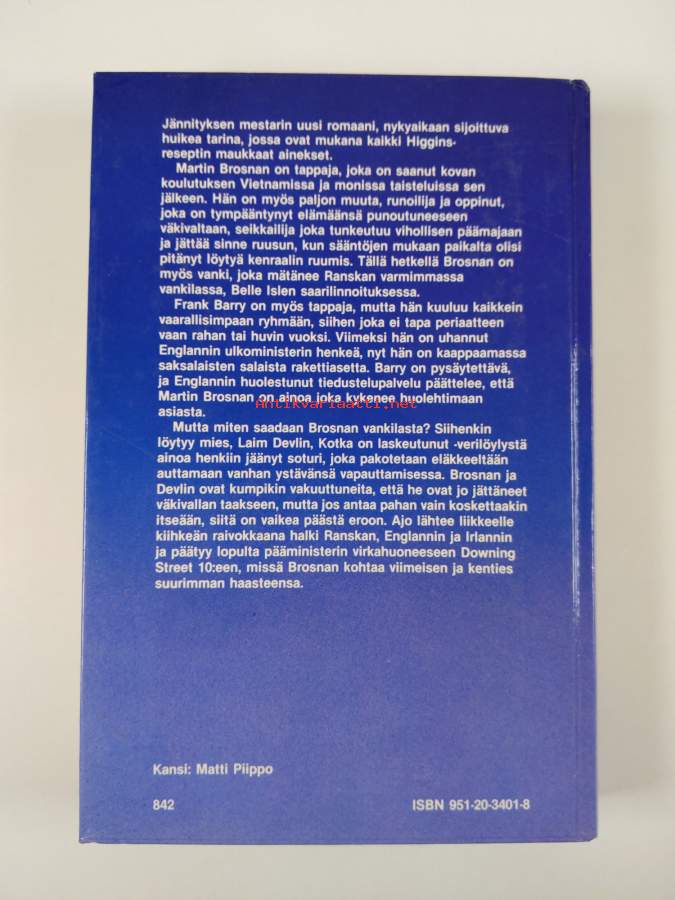 Jännityksen mestarin uusi romaani, nykyaikaan sijoittuva
huikea tarina, jossa ovat mukana kaikki Higgins-
reseptin maukkaat ainekset.
Martin Brosnan on tappaja, joka on saanut kovan
koulutuksen Vietnamissa ja monissa taisteluissa sen
jälkeen. Hän on myös paljon muuta, runoilija ja oppinut,
joka on tympääntynyt elämäänsä punoutuneeseen
väkivaltaan, seikkailija joka tunkeutuu vihollisen päämajaan
ja jättää sinne ruusun, kun sääntöjen mukaan paikalta olisi
pitänyt löytyä kenraalin ruumis. Tällä hetkellä Brosnan on
myös vanki, joka mätänee Ranskan varmimmassa
vankilassa, Belle Islen saarilinnoituksessa.
Frank Barry on myös tappaja, mutta hän kuuluu kaikkein
vaarallisimpaan ryhmään, siihen joka ei tapa periaatteen
vaan rahan tai huvin vuoksi. Viimeksi hän on uhannut
Englannin ulkoministerin henkeä, nyt hän on kaappaamassa
saksalaisten salaista rakettiasetta. Barry on pysäytettävä,
ja Englannin huolestunut tiedustelupalvelu päättelee, että
Martin Brosnan on ainoa joka kykenee huolehtimaan
asiasta.
Antikvariaatti.net
Mutta miten saadaan Brosnan vankilasta? Siihenkin
löytyy mies, Laim Devlin, Kotka on laskeutunut -verilöylystä
ainoa henkiin jäänyt soturi, joka pakotetaan eläkkeeltään
auttamaan vanhan ystävänsä vapauttamisessa. Brosnan ja
Devlin ovat kumpikin vakuuttuneita, että he ovat jo jättäneet
väkivallan taakseen, mutta jos antaa pahan vain koskettaakin
itseään, siitä on vaikea päästä eroon. Ajo lähtee liikkeelle
kiihkeän raivokkaana halki Ranskan, Englannin ja Irlannin
ja päätyy lopulta pääministerin virkahuoneeseen Downing
Street 10:een, missä Brosnan kohtaa viimeisen ja kenties
suurimman haasteensa.
Kansi: Matti Piippo
842 ISBN 951-20-3401-8